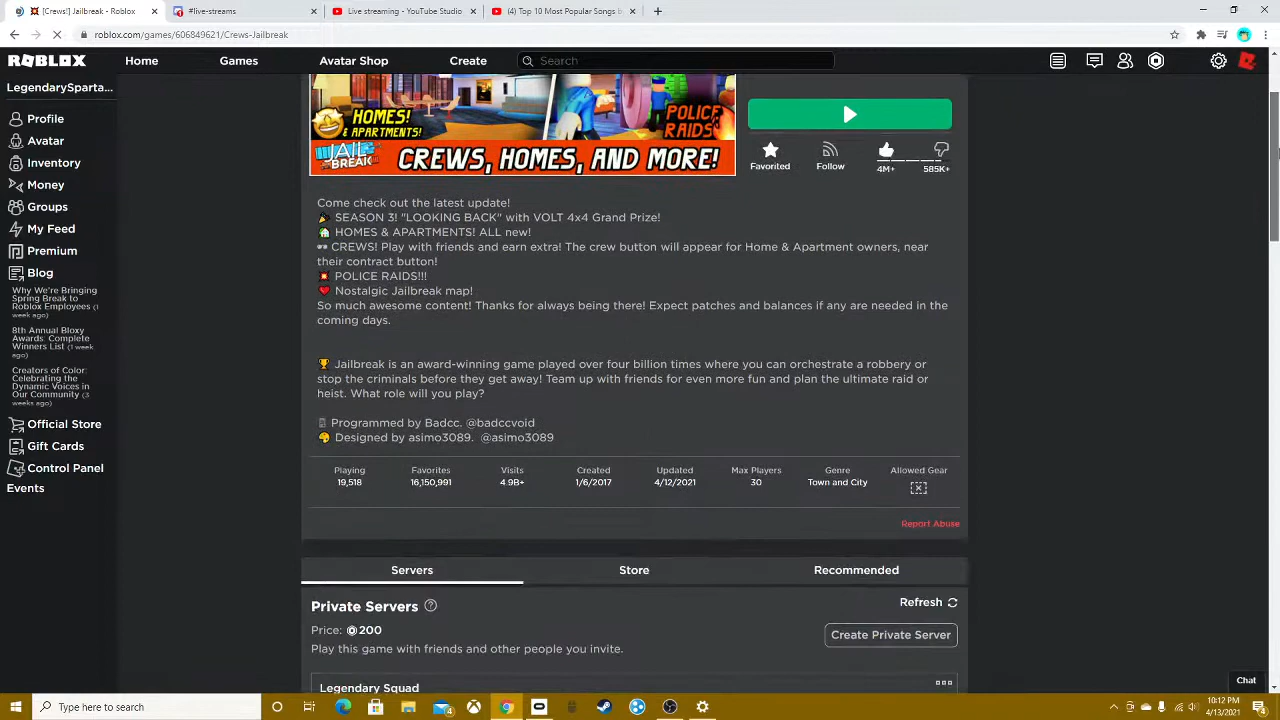 [Crews!] Jailbreak - Roblox
#live-streams
Live streaming - YouTube Studio
(4) Top 10 Most Popular Songs b
roblox.com/games/606849621/Crews-Jailbreak
ROBLOX
Home
Games
Avatar Shop
Create
Search
LegendarySparta...
Profile
Avatar
Inventory
Money
Groups
My Feed
Premium
Blog
Why We're Bringing
Spring Break to
Roblox Employees (1
week ago)
8th Annual Bloxy
Awards: Complete
Winners List (1 week
ago)
Creators of Color:
Celebrating the
Dynamic Voices in
Our Community (3
weeks ago)
Official Store
Gift Cards
Control Panel
Events
HOMES!
& APARTMENTS!
POLICE
RAIDS
JAIL
BREAK
CREWS, HOMES, AND MORE!
Favorited
Follow
4M+
585K+
Come check out the latest update!
SEASON 3! "LOOKING BACK" with VOLT 4x4 Grand Prize!
HOMES & APARTMENTS! ALL new!
CREWS! Play with friends and earn extra! The crew button will appear for Home & Apartment owners, near
their contract button!
POLICE RAIDS!!!
Nostalgic Jailbreak map!
So much awesome content! Thanks for always being there! Expect patches and balances if any are needed in the
coming days.
Jailbreak is an award-winning game played over four billion times where you can orchestrate a robbery or
stop the criminals before they get away! Team up with friends for even more fun and plan the ultimate raid or
heist. What role will you play?
Programmed by Badcc. @badccvoid
Designed by asimo3089. @asimo3089
Playing Favorites Visits Created Updated Max Players Genre Allowed Gear
19,518 16,150,991 4.9B+ 1/6/2017 4/12/2021 30 Town and City
Report Abuse
Servers
Store
Recommended
Private Servers
Refresh
Price: 200
Create Private Server
Play this game with friends and other people you invite.
Legendary Squad
Chat
Type here to search
4
10:12 PM
4/13/2021
4